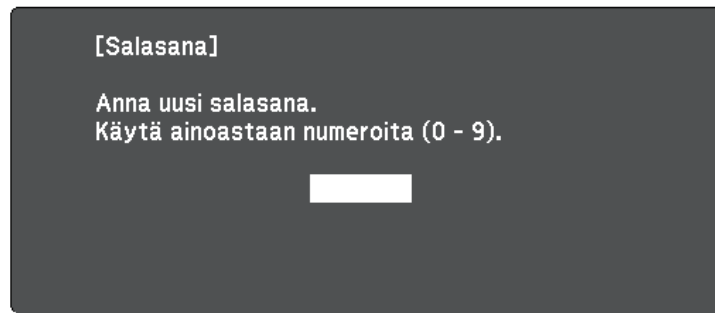 [Salasana]
Anna uusi salasana.
Käytä ainoastaan numeroita (0 - 9).